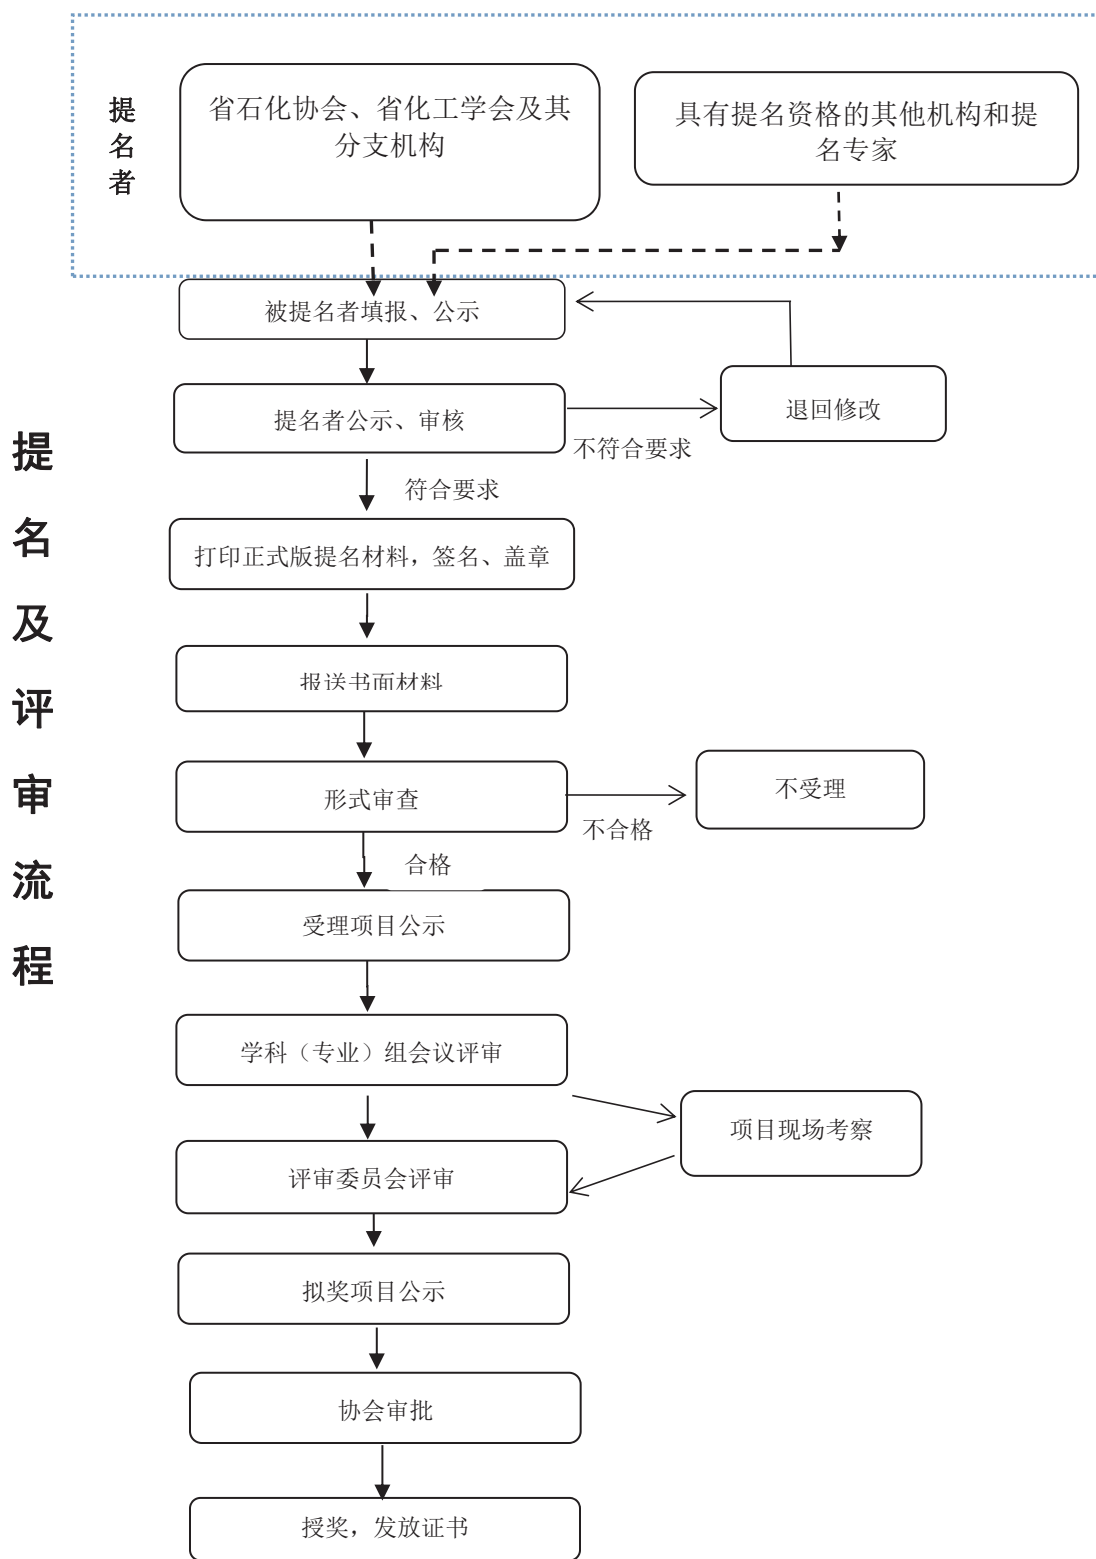 提名及评审流程
提名者
省石化协会、省化工学会及其
分支机构
具有提名资格的其他机构和提
名专家
被提名者填报、公示
提名者公示、审核
不符合要求
退回修改
符合要求
打印正式版提名材料，签名、盖章
报送书面材料
形式审查
不合格
不受理
合格
受理项目公示
学科（专业）组会议评审
项目现场考察
评审委员会评审
拟奖项目公示
协会审批
授奖，发放证书